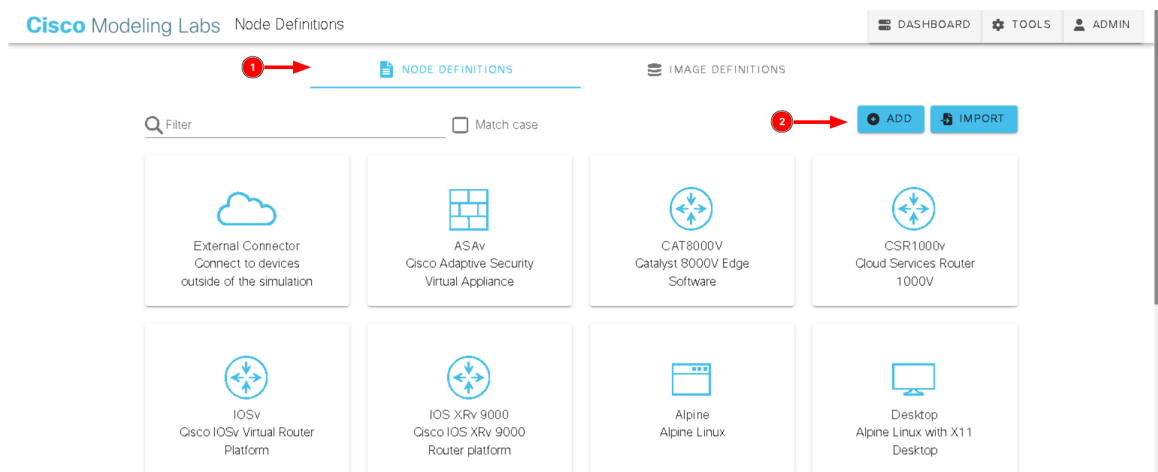 Cisco Modeling Labs Node Definitions
DASHBOARD TOOLS ADMIN
1 NODE DEFINITIONS IMAGE DEFINITIONS
Filter Match case 2 ADD IMPORT
External Connector
Connect to devices
outside of the simulation
ASAv
Cisco Adaptive Security
Virtual Appliance
CAT8000V
Catalyst 8000V Edge
Software
CSR1000v
Cloud Services Router
1000V
IOSv
Cisco IOSv Virtual Router
Platform
IOS XRv 9000
Cisco IOS XRv 9000
Router platform
Alpine
Alpine Linux
Desktop
Alpine Linux with X11
Desktop